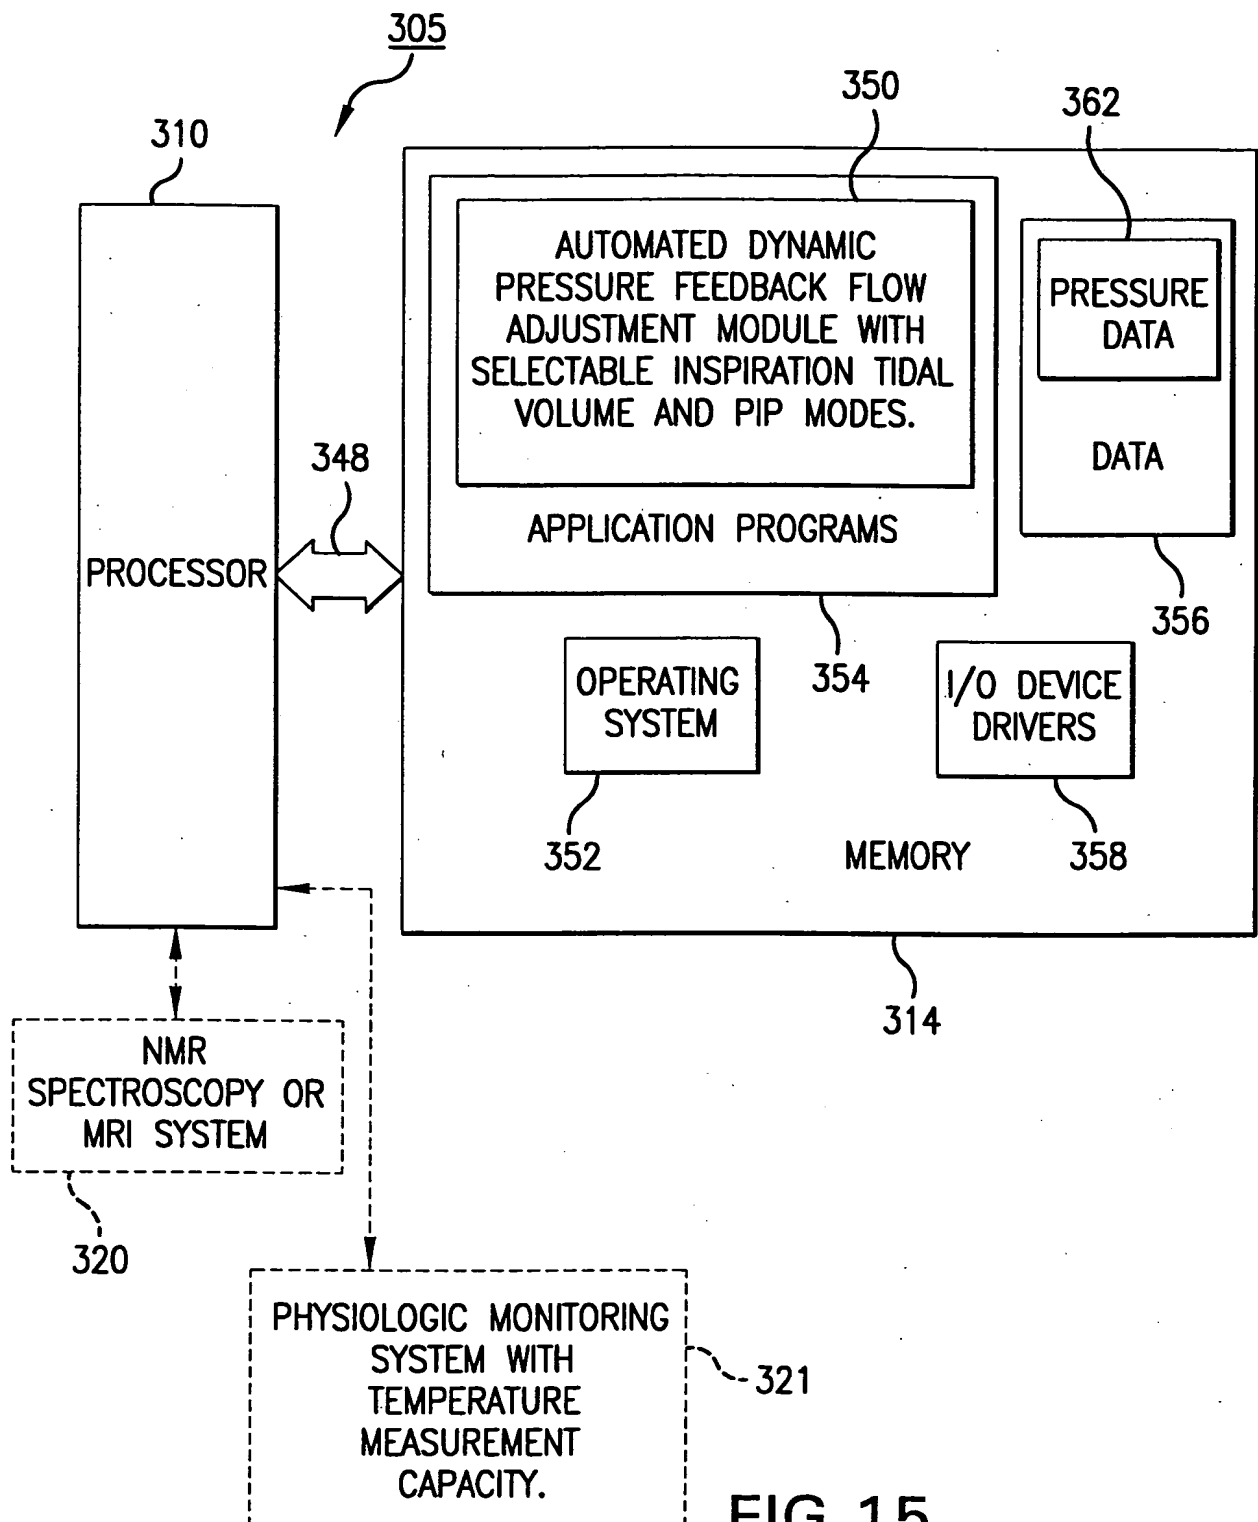 305
310
350
362
AUTOMATED DYNAMIC
PRESSURE FEEDBACK FLOW
ADJUSTMENT MODULE WITH
SELECTABLE INSPIRATION TIDAL
VOLUME AND PIP MODES.
PRESSURE
DATA
DATA
348
APPLICATION PROGRAMS
PROCESSOR
356
354
OPERATING
SYSTEM
I/O DEVICE
DRIVERS
352
MEMORY
358
314
NMR
SPECTROSCOPY OR
MRI SYSTEM
320
PHYSIOLOGIC MONITORING
SYSTEM WITH
TEMPERATURE
MEASUREMENT
CAPACITY.
321
FIG. 15